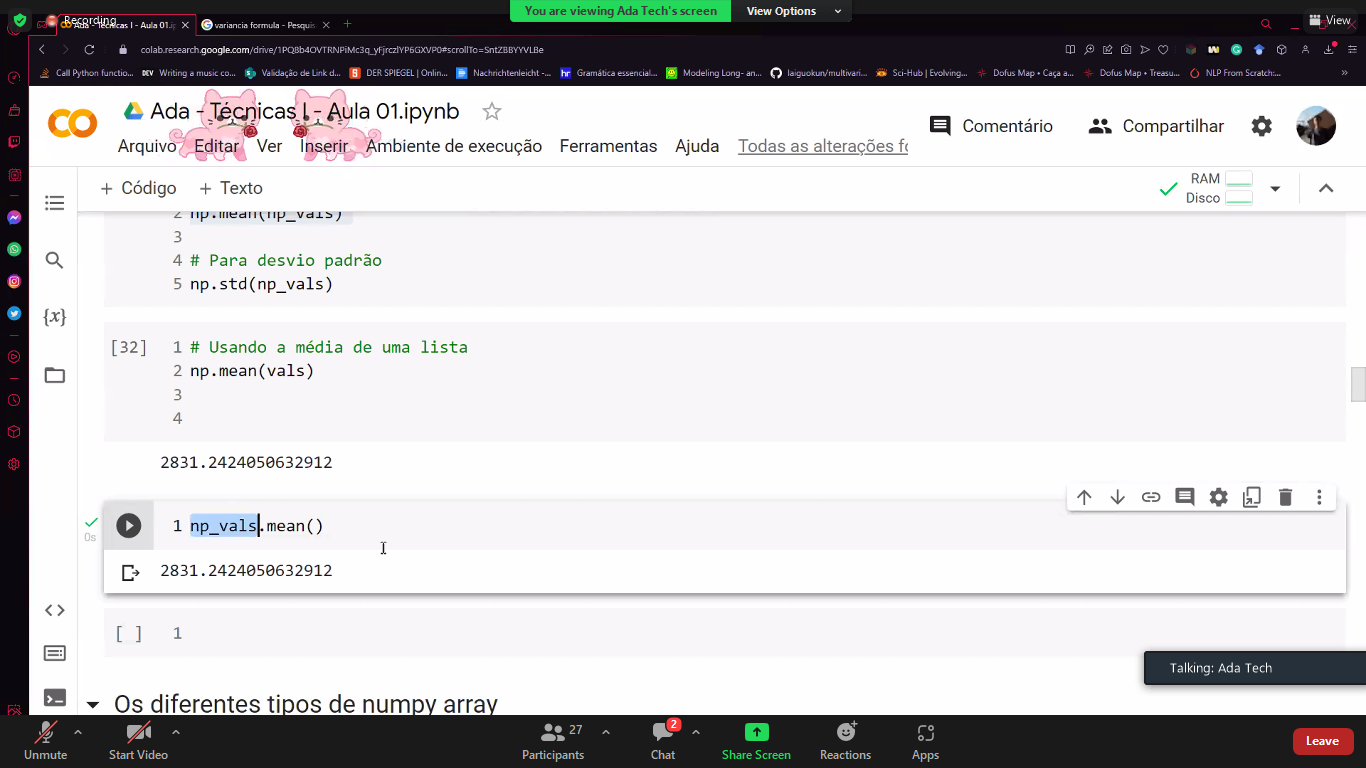 Recording
You are viewing Ada Tech's screen
View Options
View
Ada - Técnicas I - Aula 01.ip
variancia formula - Pesquis
colab.research.google.com/drive/1PQ8b4OVTRNPiMc3q_yFjrczlYP6GXVP0#scrollTo=SntZBBYYVLBe
Call Python functio...
DEV Writing a music co...
Validação de Link d...
DER SPIEGEL | Onlin...
Nachrichtenleicht -...
hr Gramática essencial...
Modeling Long- an...
laiguokun/multivari...
Sci-Hub | Evolving...
Dofus Map • Caça a...
Dofus Map • Treasu...
NLP From Scratch:...
Ada - Técnicas I - Aula 01.ipynb
Arquivo Editar Ver Inserir Ambiente de execução Ferramentas Ajuda Todas as alterações fo
Comentário
Compartilhar
+ Código + Texto
RAM
Disco
2 np.mean(np_vals)
3
4 # Para desvio padrão
5 np.std(np_vals)
[32] 1 # Usando a média de uma lista
2 np.mean(vals)
3
4
2831.2424050632912
0s
1 np_vals.mean()
2831.2424050632912
[ ] 1
{x}
Talking: Ada Tech
Os diferentes tipos de numpy array
Unmute
Start Video
27
Participants
2
Chat
Share Screen
Reactions
Apps
Leave